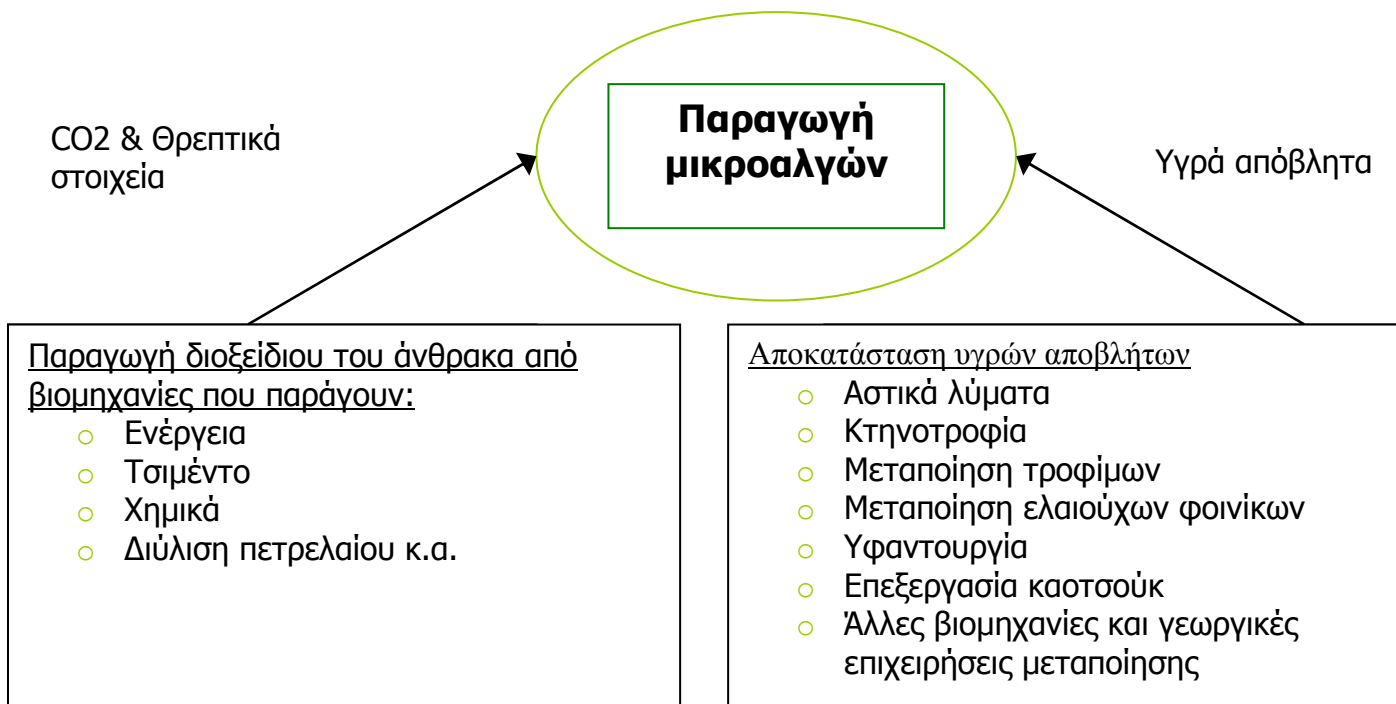 Παραγωγή
μικροαλγών
CO2 & Θρεπτικά
στοιχεία
Υγρά απόβλητα
Παραγωγή διοξείδιου του άνθρακα από
βιομηχανίες που παράγουν:
o Ενέργεια
o Τσιμέντο
o Χημικά
o Διύλιση πετρελαίου κ.α.
Αποκατάσταση υγρών αποβλήτων
o Αστικά λύματα
o Κτηνοτροφία
o Μεταποίηση τροφίμων
o Μεταποίηση ελαιούχων φοινίκων
o Υφαντουργία
o Επεξεργασία καοτσούκ
o Άλλες βιομηχανίες και γεωργικές
επιχειρήσεις μεταποίησης